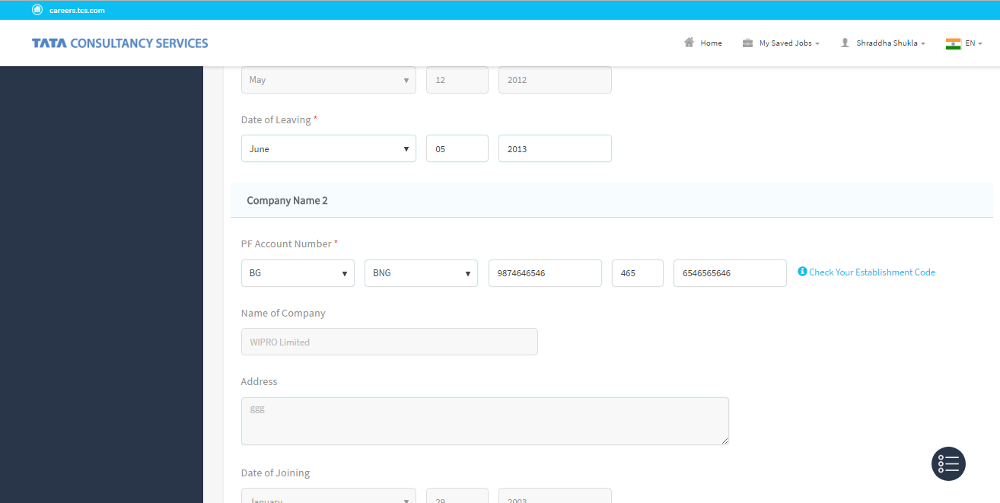 careers.tcs.com
TATA CONSULTANCY SERVICES
Home My Saved Jobs Shraddha Shukla EN
May 12 2012
Date of Leaving *
June 05 2013
Company Name 2
PF Account Number *
BG BNG 9874646546 465 6546565646 Check Your Establishment Code
Name of Company
WIPRO Limited
Address
ggg
Date of Joining
January 29 2003